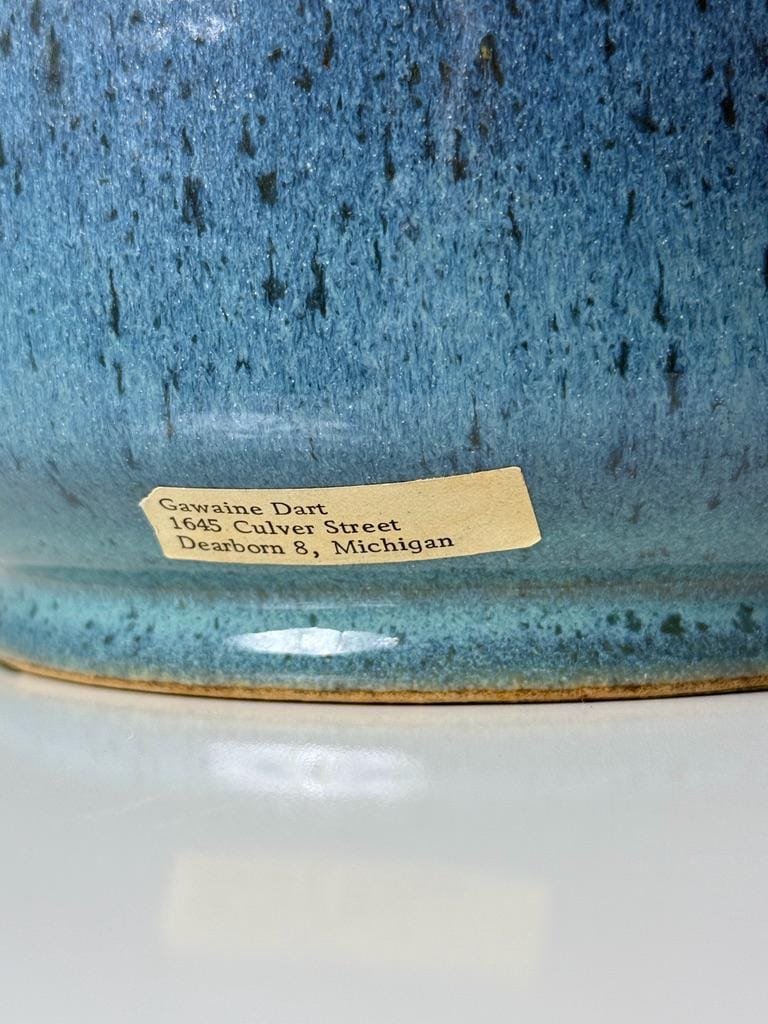 Gawaine Dart
1645 Culver Street
Dearborn 8, Michigan